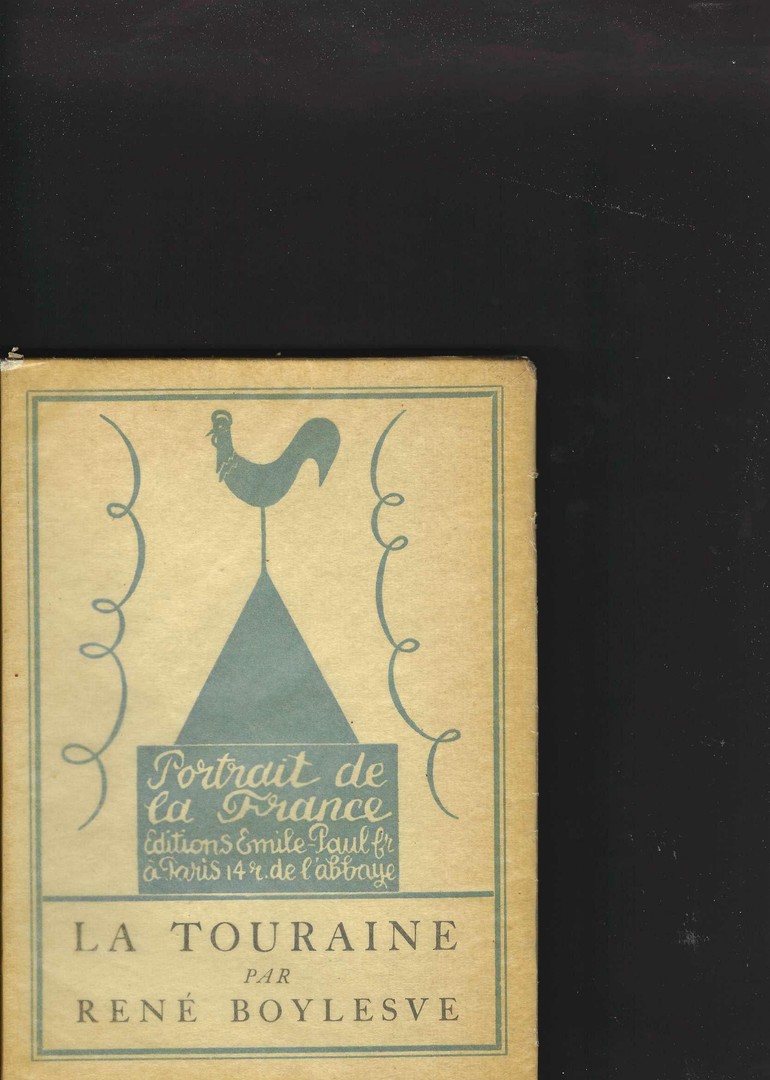 Portrait de
la France
Editions Emile-Paul fr
à Paris 14 r. de l'abbaye
LA TOURAINE
PAR
RENÉ BOYLESVE